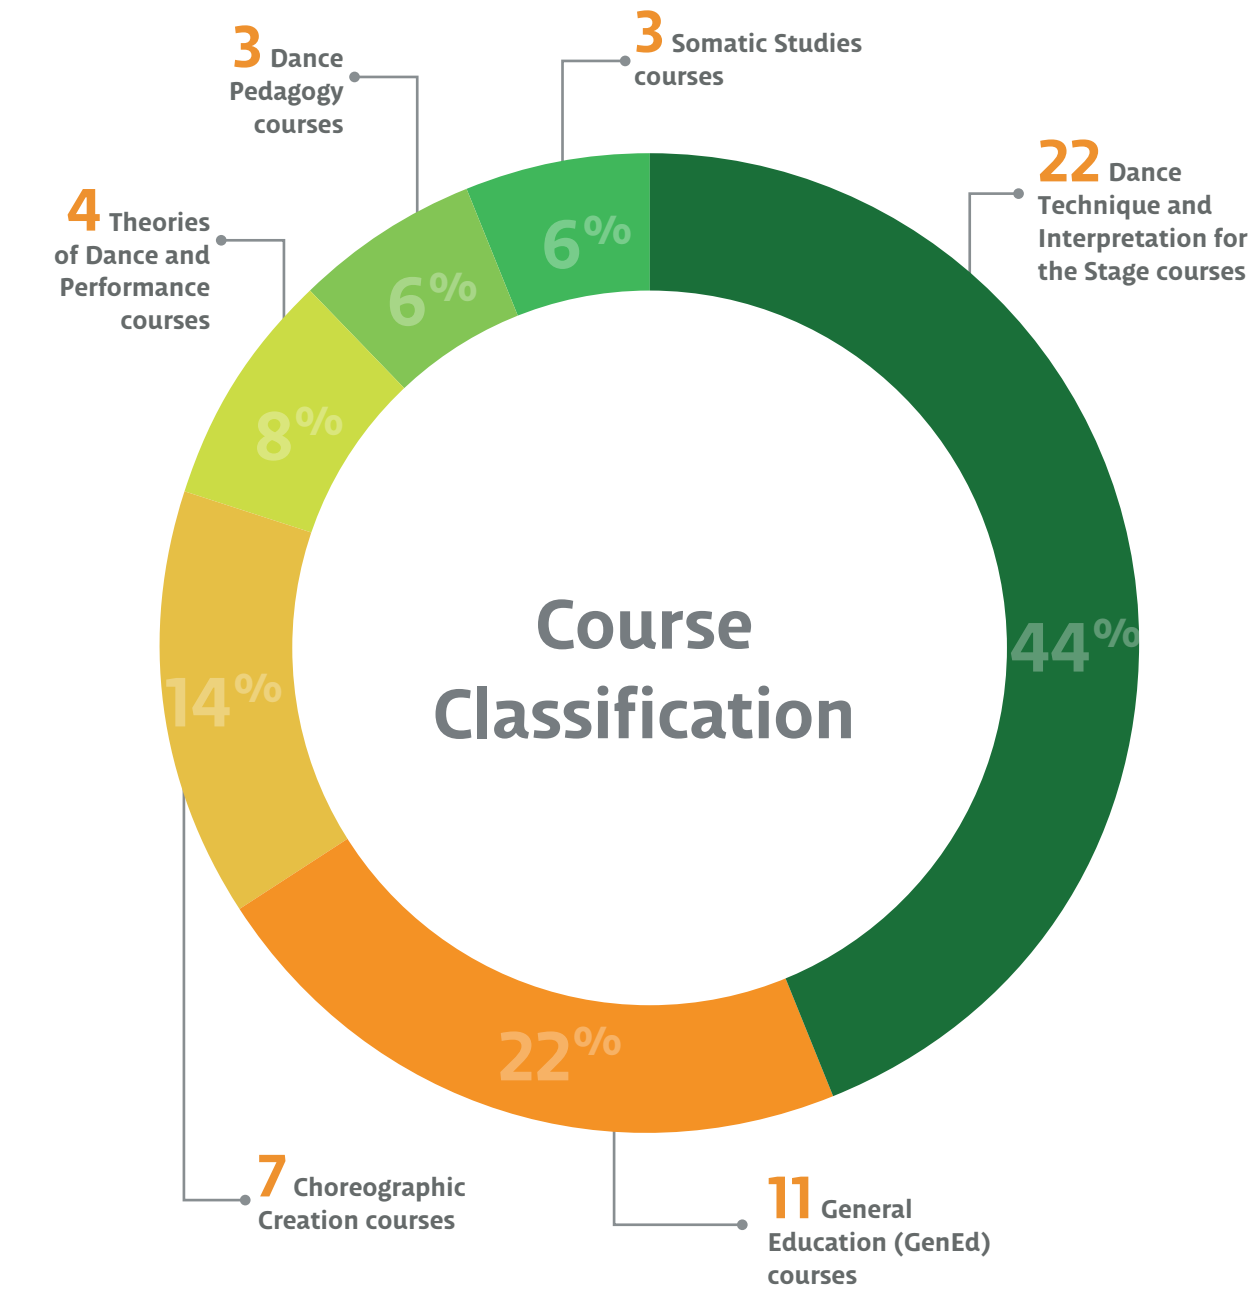 3 Dance
Pedagogy
courses
3 Somatic Studies
courses
22 Dance
Technique and
Interpretation for
the Stage courses
4 Theories
of Dance and
Performance
courses
6%
6%
8%
44%
14%
22%
Course
Classification
7 Choreographic
Creation courses
11 General
Education (GenEd)
courses